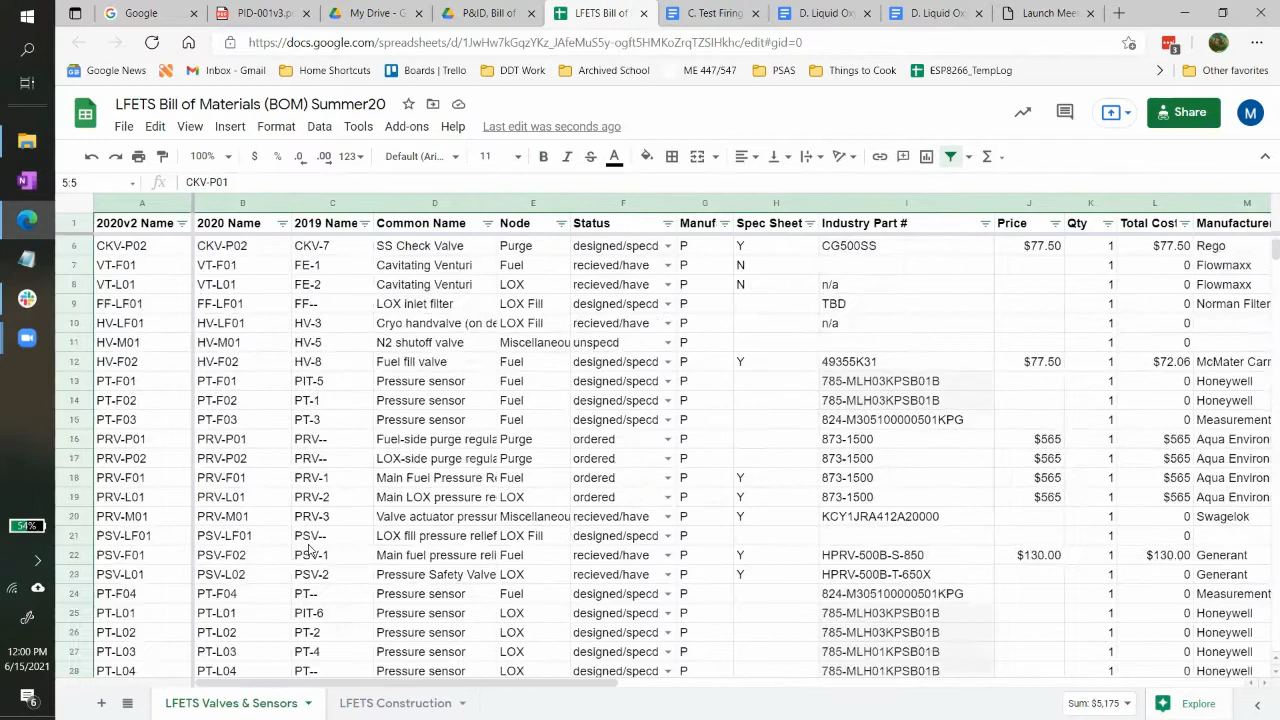 Google
PID-001v3.p
My Drive - G
P&ID, Bill of
LFETS Bill of
C. Test Firing
D. Liquid Ox
D. Liquid Ox
Launch Meet
https://docs.google.com/spreadsheets/d/1JwHw7kGqzYKz_JAfeMuS5y-ogft5HMKoZrqTZSIHkhc/edit#gid=0
3
Google News
News
Inbox - Gmail
Home Shortcuts
Boards | Trello
DDT Work
Archived School
ME 447/547
PSAS
Things to Cook
ESP8266_TempLog
Other favorites
LFETS Bill of Materials (BOM) Summer20
Share
M
File Edit View Insert Format Data Tools Add-ons Help Last edit was seconds ago
100% $ % .0 .00 123 Default (Ari... 11 B I S A
5:5 fx CKV-P01
A B C D E F G H I J K L M
1 2020v2 Name 2020 Name 2019 Name Common Name Node Status Manuf Spec Sheet Industry Part # Price Qty Total Cost Manufacturer
6 CKV-P02 CKV-P02 CKV-7 SS Check Valve Purge designed/specd P Y CG500SS $77.50 1 $77.50 Rego
7 VT-F01 VT-F01 FE-1 Cavitating Venturi Fuel recieved/have P N 1 0 Flowmaxx
8 VT-L01 VT-L01 FE-2 Cavitating Venturi LOX recieved/have P N n/a 1 0 Flowmaxx
9 FF-LF01 FF-LF01 FF-- LOX inlet filter LOX Fill designed/specd P TBD 1 0 Norman Filter
10 HV-LF01 HV-LF01 HV-3 Cryo handvalve (on de LOX Fill recieved/have P n/a 1 0
11 HV-M01 HV-M01 HV-5 N2 shutoff valve Miscellaneou unspecd P 1 0
12 HV-F02 HV-F02 HV-8 Fuel fill valve Fuel designed/specd P Y 49355K31 $77.50 1 $72.06 McMater Carr
13 PT-F01 PT-F01 PIT-5 Pressure sensor Fuel designed/specd P 785-MLH03KPSB01B 1 0 Honeywell
14 PT-F02 PT-F02 PT-1 Pressure sensor Fuel designed/specd P 785-MLH03KPSB01B 1 0 Honeywell
15 PT-F03 PT-F03 PT-3 Pressure sensor Fuel designed/specd P 824-M305100000501KPG 1 0 Measurement
16 PRV-P01 PRV-P01 PRV-- Fuel-side purge regula Purge ordered P 873-1500 $565 1 $565 Aqua Environ
17 PRV-P02 PRV-P02 PRV-- LOX-side purge regula Purge ordered P 873-1500 $565 1 $565 Aqua Environ
18 PRV-F01 PRV-F01 PRV-1 Main Fuel Pressure R Fuel ordered P Y 873-1500 $565 1 $565 Aqua Environ
19 PRV-L01 PRV-L01 PRV-2 Main LOX pressure re LOX ordered P Y 873-1500 $565 1 $565 Aqua Environ
20 PRV-M01 PRV-M01 PRV-3 Valve actuator pressur Miscellaneou recieved/have P Y KCY1JRA412A20000 1 0 Swagelok
21 PSV-LF01 PSV-LF01 PSV-- LOX fIll pressure relief LOX Fill designed/specd P 1 0
22 PSV-F01 PSV-F02 PSV-1 Main fuel pressure reli Fuel recieved/have P Y HPRV-500B-S-850 $130.00 1 $130.00 Generant
23 PSV-L01 PSV-L02 PSV-2 Pressure Safety Valve LOX recieved/have P Y HPRV-500B-T-650X 1 0 Generant
24 PT-F04 PT-F04 PT-- Pressure sensor Fuel designed/specd P 824-M305100000501KPG 1 0 Measurement
25 PT-L01 PT-L01 PIT-6 Pressure sensor LOX designed/specd P 785-MLH03KPSB01B 1 0 Honeywell
26 PT-L02 PT-L02 PT-2 Pressure sensor LOX designed/specd P 785-MLH03KPSB01B 1 0 Honeywell
27 PT-L03 PT-L03 PT-4 Pressure sensor LOX designed/specd P 785-MLH01KPSB01B 1 0 Honeywell
28 PT-L04 PT-L04 PT-- Pressure sensor LOX designed/specd P 785-MLH01KPSB01B 1 0 Honeywell
LFETS Valves & Sensors LFETS Construction Sum: $5,175 Explore
54%
12:00 PM
6/15/2021
6